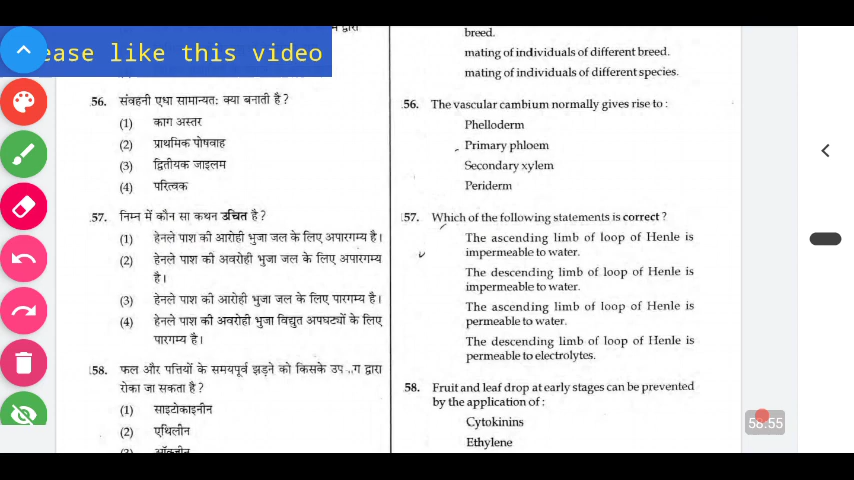 ease like this video
द्वारा
.56. संवहनी एधा सामान्यत: क्या बनाती है ?
(1) काग अस्तर
(2) प्राथमिक पोषवाह
(3) द्वितीयक जाइलम
(4) परित्वक
.57. निम्न में कौन सा कथन उचित है ?
(1) हेनले पाश की आरोही भुजा जल के लिए अपारगम्य है।
(2) हेनले पाश की अवरोही भुजा जल के लिए अपारगम्य
है।
(3) हेनले पाश की आरोही भुजा जल के लिए पारगम्य है।
(4) हेनले पाश की अवरोही भुजा विद्युत अपघट्यों के लिए
पारगम्य है।
.58. फल और पत्तियों के समयपूर्व झड़ने को किसके द्वारा
रोका जा सकता है ?
(1) साइटोकाइनीन
(2) एथिलीन
(3) ऑक्जीन
breed.
mating of individuals of different breed.
mating of individuals of different species.
.56. The vascular cambium normally gives rise to :
Phelloderm
Primary phloem
Secondary xylem
Periderm
.57. Which of the following statements is correct ?
The ascending limb of loop of Henle is
impermeable to water.
The descending limb of loop of Henle is
impermeable to water.
The ascending limb of loop of Henle is
permeable to water.
The descending limb of loop of Henle is
permeable to electrolytes.
58. Fruit and leaf drop at early stages can be prevented
by the application of :
Cytokinins
Ethylene
58:55